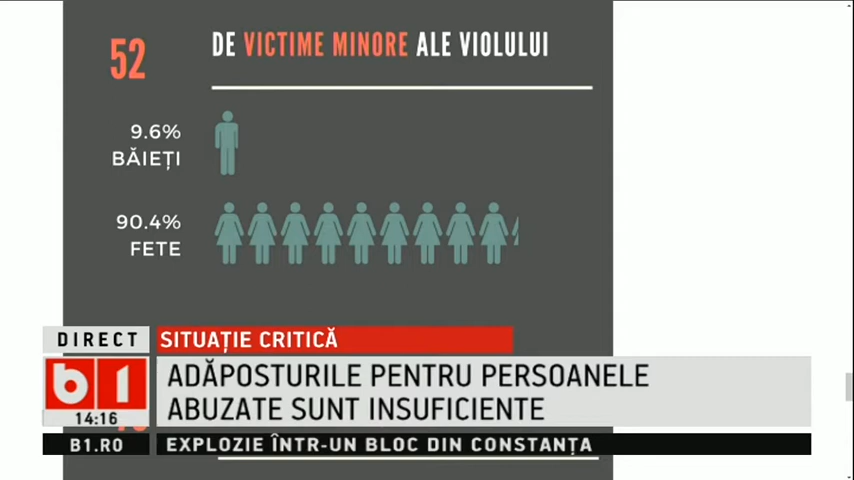 52
DE VICTIME MINORE ALE VIOLULUI
9.6%
BĂIEȚI
90.4%
FETE
DIRECT
SITUAȚIE CRITICĂ
b1
ADĂPOSTURILE PENTRU PERSOANELE
ABUZATE SUNT INSUFICIENTE
14:16
B1.RO
EXPLOZIE ÎNTR-UN BLOC DIN CONSTANȚA